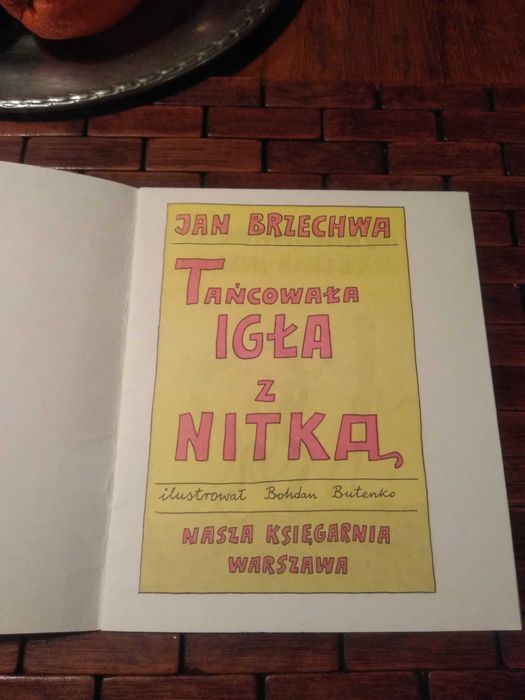 JAN BRZECHWA
TAŃCOWAŁA
IGŁA
Z
NITKĄ
ilustrował Bohdan Butenko
NASZA KSIĘGARNIA
WARSZAWA